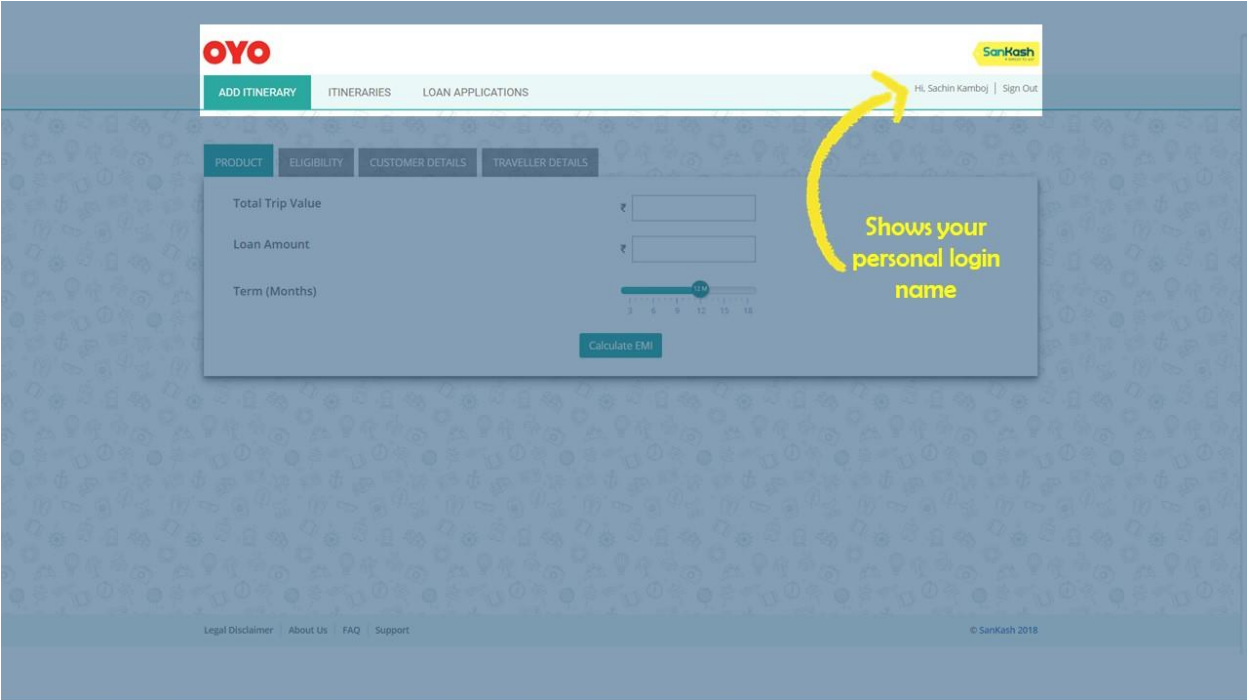 OYO
SanKash
ADD ITINERARY ITINERARIES LOAN APPLICATIONS Hi, Sachin Kamboj | Sign Out
PRODUCT ELIGIBILITY CUSTOMER DETAILS TRAVELLER DETAILS
Total Trip Value ₹
Loan Amount ₹
Term (Months) 12 M
3 6 9 12 15 18
Calculate EMI
Shows your
personal login
name
Legal Disclaimer | About Us | FAQ | Support © SanKash 2018